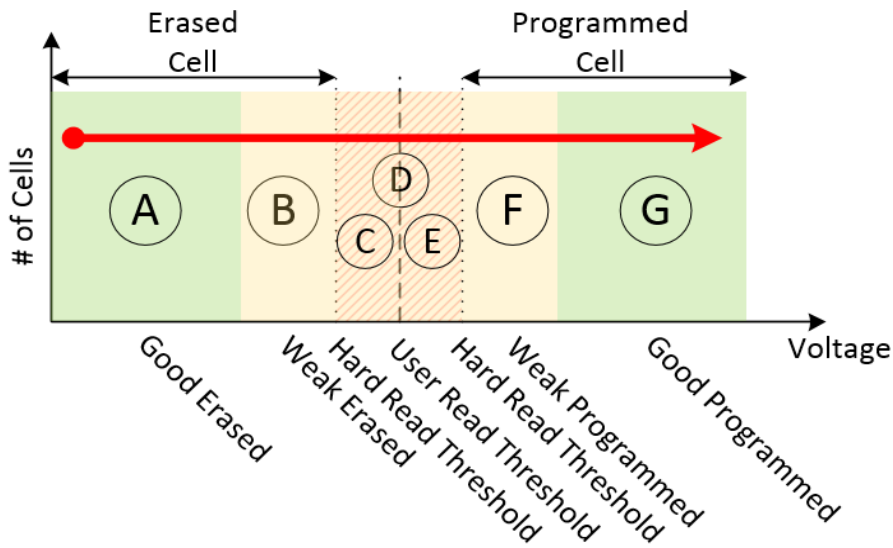 Erased
Cell
Programmed
Cell
# of Cells
A
B
C
D
E
F
G
Voltage
Good Erased
Weak Erased
Hard Read Threshold
User Read Threshold
Hard Read Threshold
Weak Programmed
Good Programmed